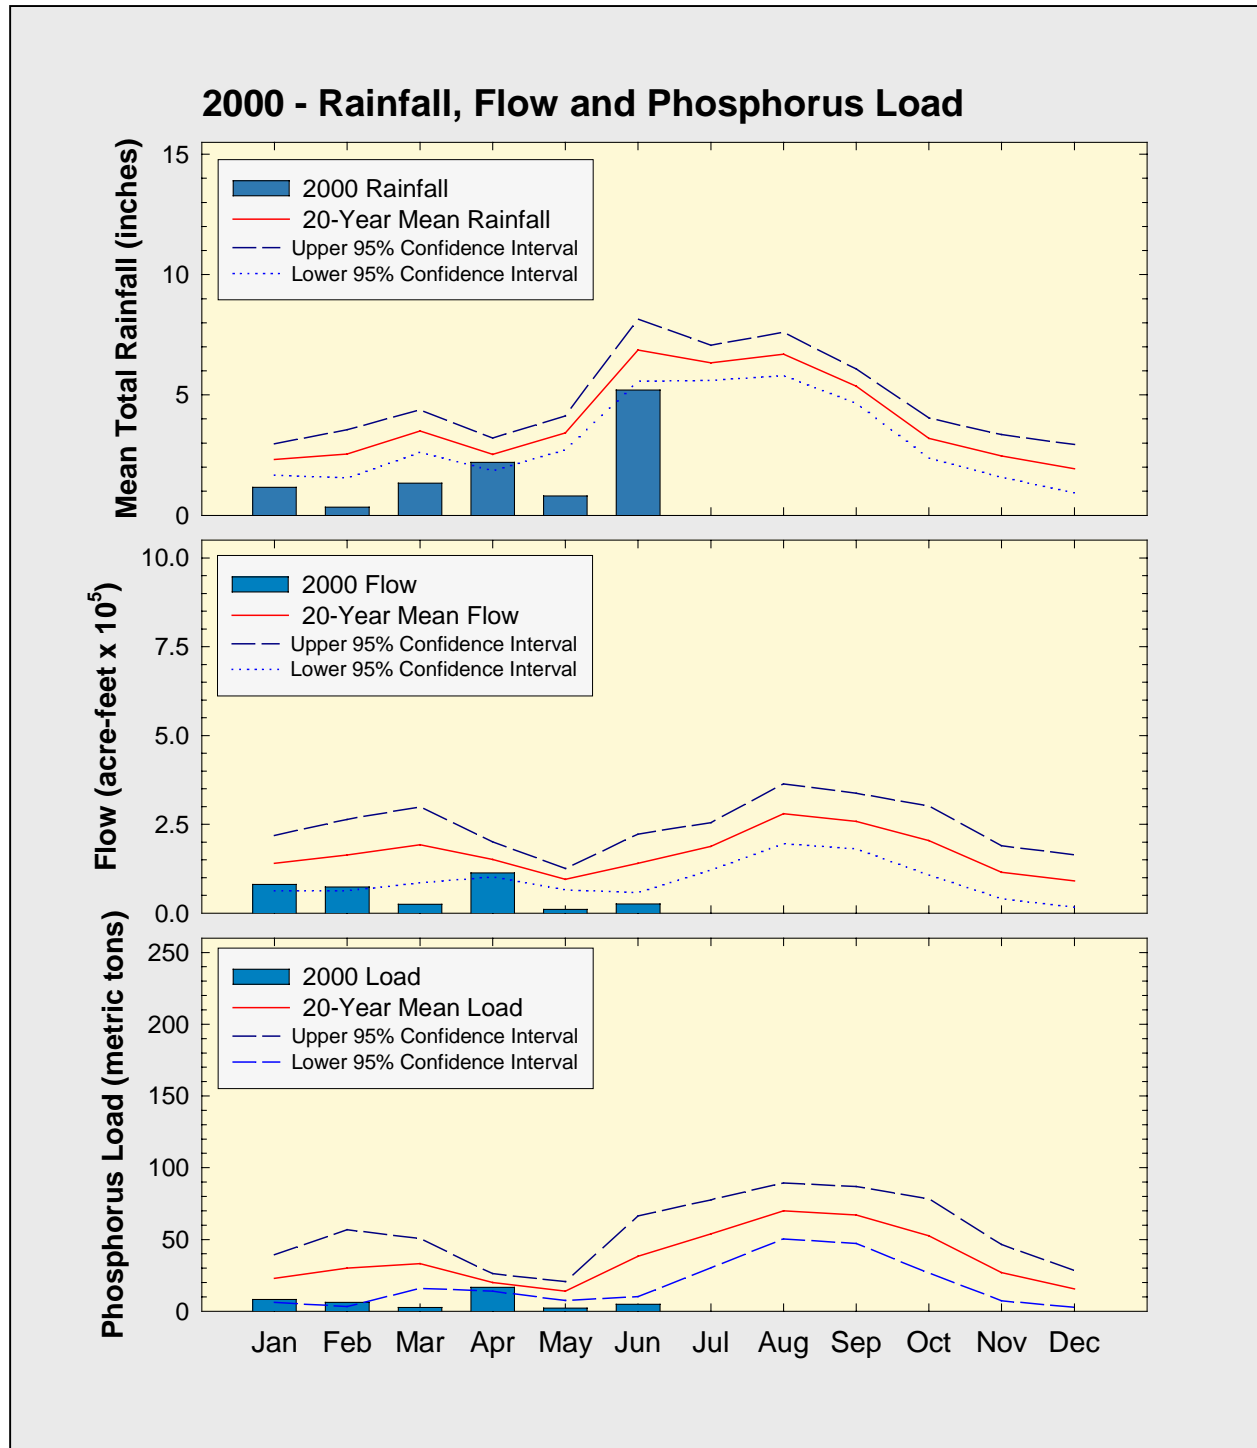 2000 - Rainfall, Flow and Phosphorus Load
Mean Total Rainfall (inches)
15
10
5
0
2000 Rainfall
20-Year Mean Rainfall
Upper 95% Confidence Interval
Lower 95% Confidence Interval
Flow (acre-feet x 10⁵)
10.0
7.5
5.0
2.5
0.0
2000 Flow
20-Year Mean Flow
Upper 95% Confidence Interval
Lower 95% Confidence Interval
Phosphorus Load (metric tons)
250
200
150
100
50
0
2000 Load
20-Year Mean Load
Upper 95% Confidence Interval
Lower 95% Confidence Interval
Jan Feb Mar Apr May Jun Jul Aug Sep Oct Nov Dec